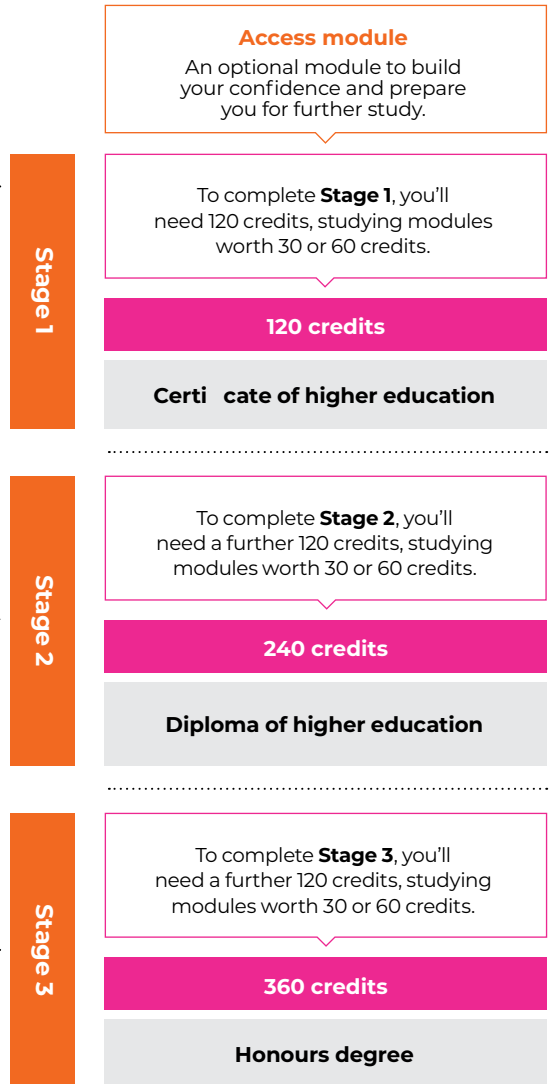 Access module
An optional module to build
your confidence and prepare
you for further study.
Stage 1
To complete Stage 1, you'll
need 120 credits, studying modules
worth 30 or 60 credits.
120 credits
Certi cate of higher education
Stage 2
To complete Stage 2, you'll
need a further 120 credits, studying
modules worth 30 or 60 credits.
240 credits
Diploma of higher education
Stage 3
To complete Stage 3, you'll
need a further 120 credits, studying
modules worth 30 or 60 credits.
360 credits
Honours degree